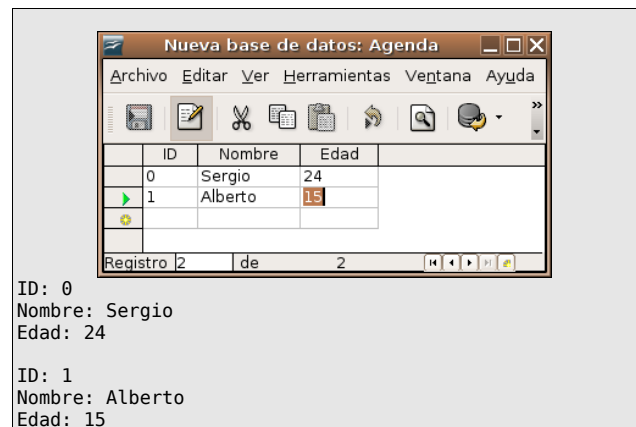 Nueva base de datos: Agenda
Archivo Editar Ver Herramientas Ventana Ayuda
»
ID Nombre Edad
0 Sergio 24
1 Alberto 15
Registro 2 de 2
ID: 0
Nombre: Sergio
Edad: 24
ID: 1
Nombre: Alberto
Edad: 15